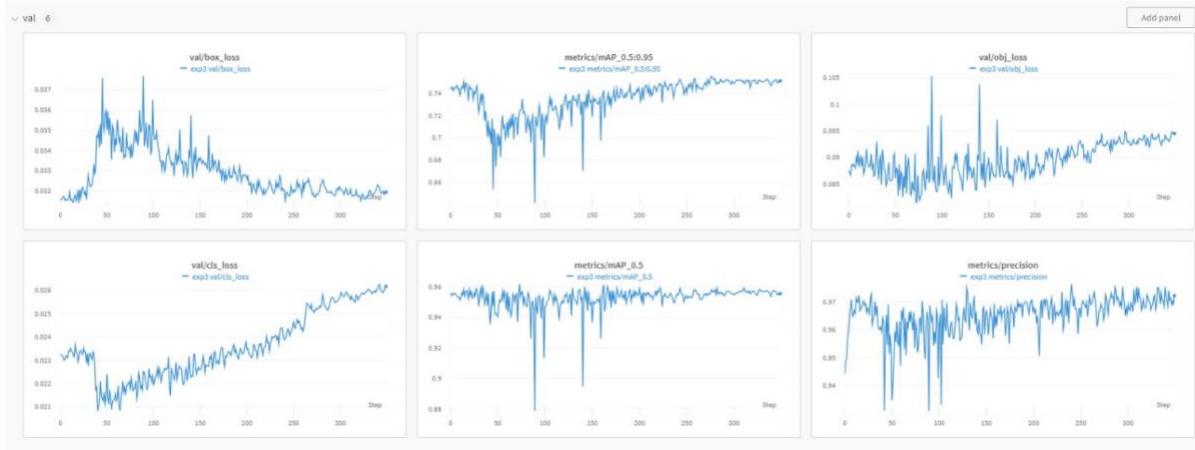 val 6
Add panel
val/box_loss
exp3 val/box_loss
0.037
0.036
0.035
0.034
0.033
0.032
0 50 100 150 200 250 300
Step
metrics/mAP_0.5:0.95
exp3 metrics/mAP_0.5:0.95
0.74
0.72
0.7
0.68
0.66
0 50 100 150 200 250 300
Step
val/obj_loss
exp3 val/obj_loss
0.105
0.1
0.095
0.09
0.085
0 50 100 150 200 250 300
Step
val/cls_loss
exp3 val/cls_loss
0.026
0.025
0.024
0.023
0.022
0.021
0 50 100 150 200 250 300
Step
metrics/mAP_0.5
exp3 metrics/mAP_0.5
0.96
0.94
0.92
0.9
0.88
0 50 100 150 200 250 300
Step
metrics/precision
exp3 metrics/precision
0.97
0.96
0.95
0.94
0 50 100 150 200 250 300
Step